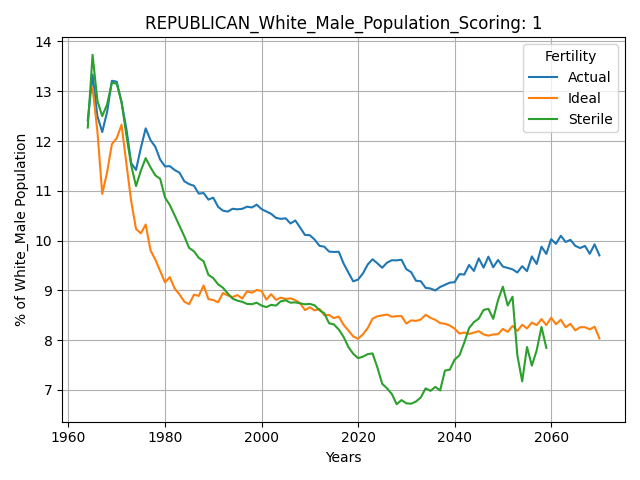 REPUBLICAN_White_Male_Population_Scoring: 1
14
13
12
11
10
9
8
7
% of White_Male Population
Fertility
Actual
Ideal
Sterile
1960
1980
2000
2020
2040
2060
Years